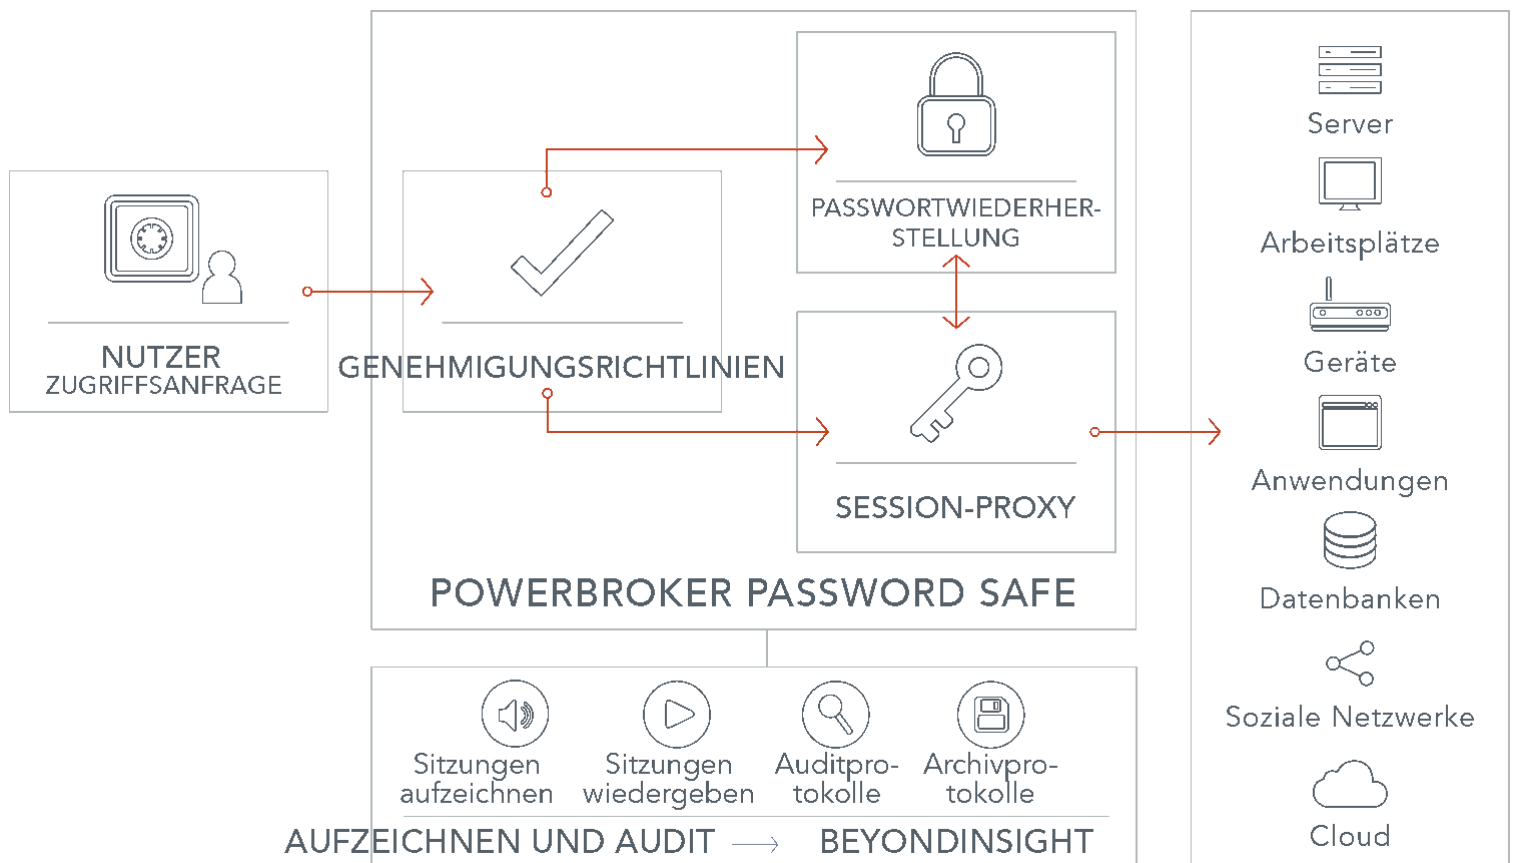 NUTZER
ZUGRIFFSANFRAGE
GENEHMIGUNGSRICHTLINIEN
PASSWORTWIEDERHER-
STELLUNG
SESSION-PROXY
POWERBROKER PASSWORD SAFE
Sitzungen
aufzeichnen
Sitzungen
wiedergeben
Auditpro-
tokolle
Archivpro-
tokolle
AUFZEICHNEN UND AUDIT → BEYONDINSIGHT
Server
Arbeitsplätze
Geräte
Anwendungen
Datenbanken
Soziale Netzwerke
Cloud